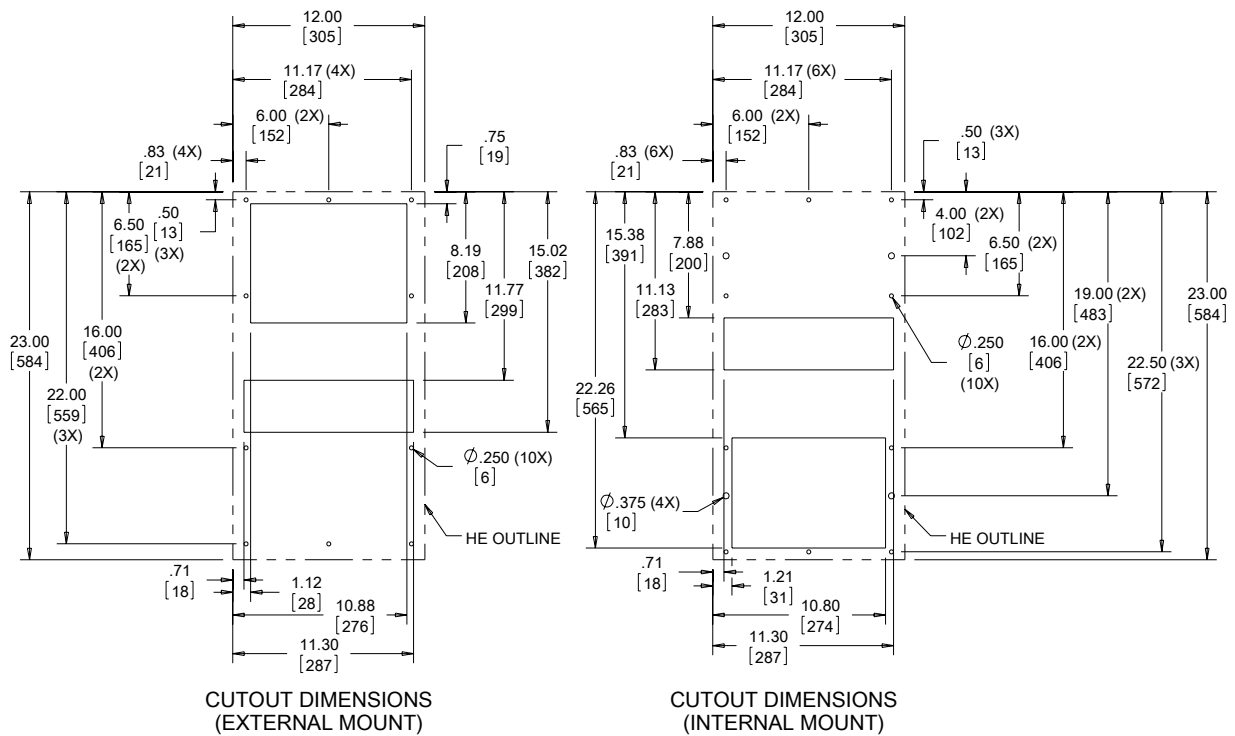 12.00
[305]
11.17 (4X)
[284]
6.00 (2X)
[152]
.83 (4X)
[21]
.75
[19]
6.50
[165]
(2X)
.50
[13]
(3X)
8.19
[208]
15.02
[382]
11.77
[299]
16.00
[406]
(2X)
23.00
[584]
22.00
[559]
(3X)
∅.250 (10X)
[6]
HE OUTLINE
.71
[18]
1.12
[28]
10.88
[276]
11.30
[287]
CUTOUT DIMENSIONS
(EXTERNAL MOUNT)
12.00
[305]
11.17 (6X)
[284]
6.00 (2X)
[152]
.83 (6X)
[21]
.50 (3X)
[13]
15.38
[391]
7.88
[200]
11.13
[283]
4.00 (2X)
[102]
6.50 (2X)
[165]
19.00 (2X)
[483]
23.00
[584]
∅.250
[6]
(10X)
16.00 (2X)
[406]
22.50 (3X)
[572]
22.26
[565]
∅.375 (4X)
[10]
HE OUTLINE
.71
[18]
1.21
[31]
10.80
[274]
11.30
[287]
CUTOUT DIMENSIONS
(INTERNAL MOUNT)